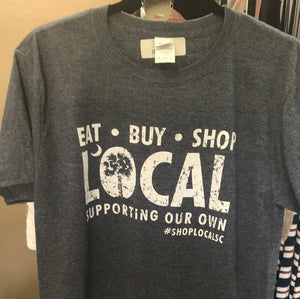 EAT • BUY • SHOP
LOCAL
SUPPORTING OUR OWN
#SHOPLOCALSC